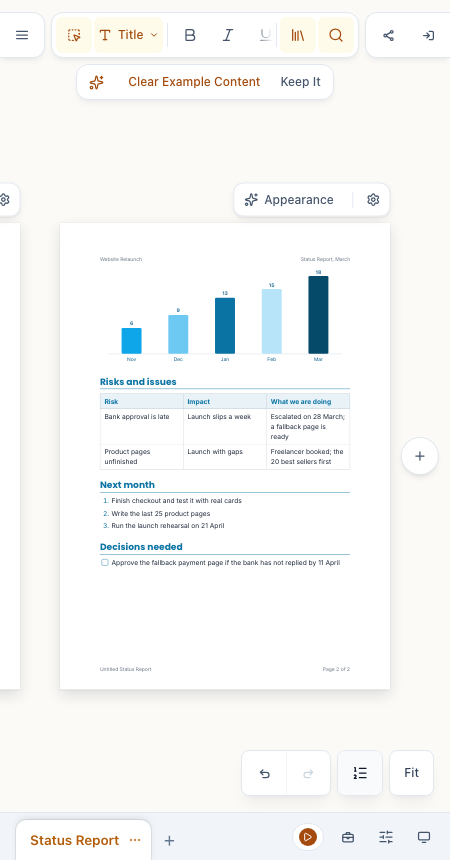 Title
B
I
U
Clear Example Content
Keep It
Appearance
Website Relaunch
Status Report, March
6
9
13
15
18
Nov
Dec
Jan
Feb
Mar
Risks and issues
Risk
Impact
What we are doing
Bank approval is late
Launch slips a week
Escalated on 28 March;
a fallback page is
ready
Product pages
unfinished
Launch with gaps
Freelancer booked; the
20 best sellers first
Next month
1. Finish checkout and test it with real cards
2. Write the last 25 product pages
3. Run the launch rehearsal on 21 April
Decisions needed
Approve the fallback payment page if the bank has not replied by 11 April
Untitled Status Report
Page 2 of 2
Fit
Status Report